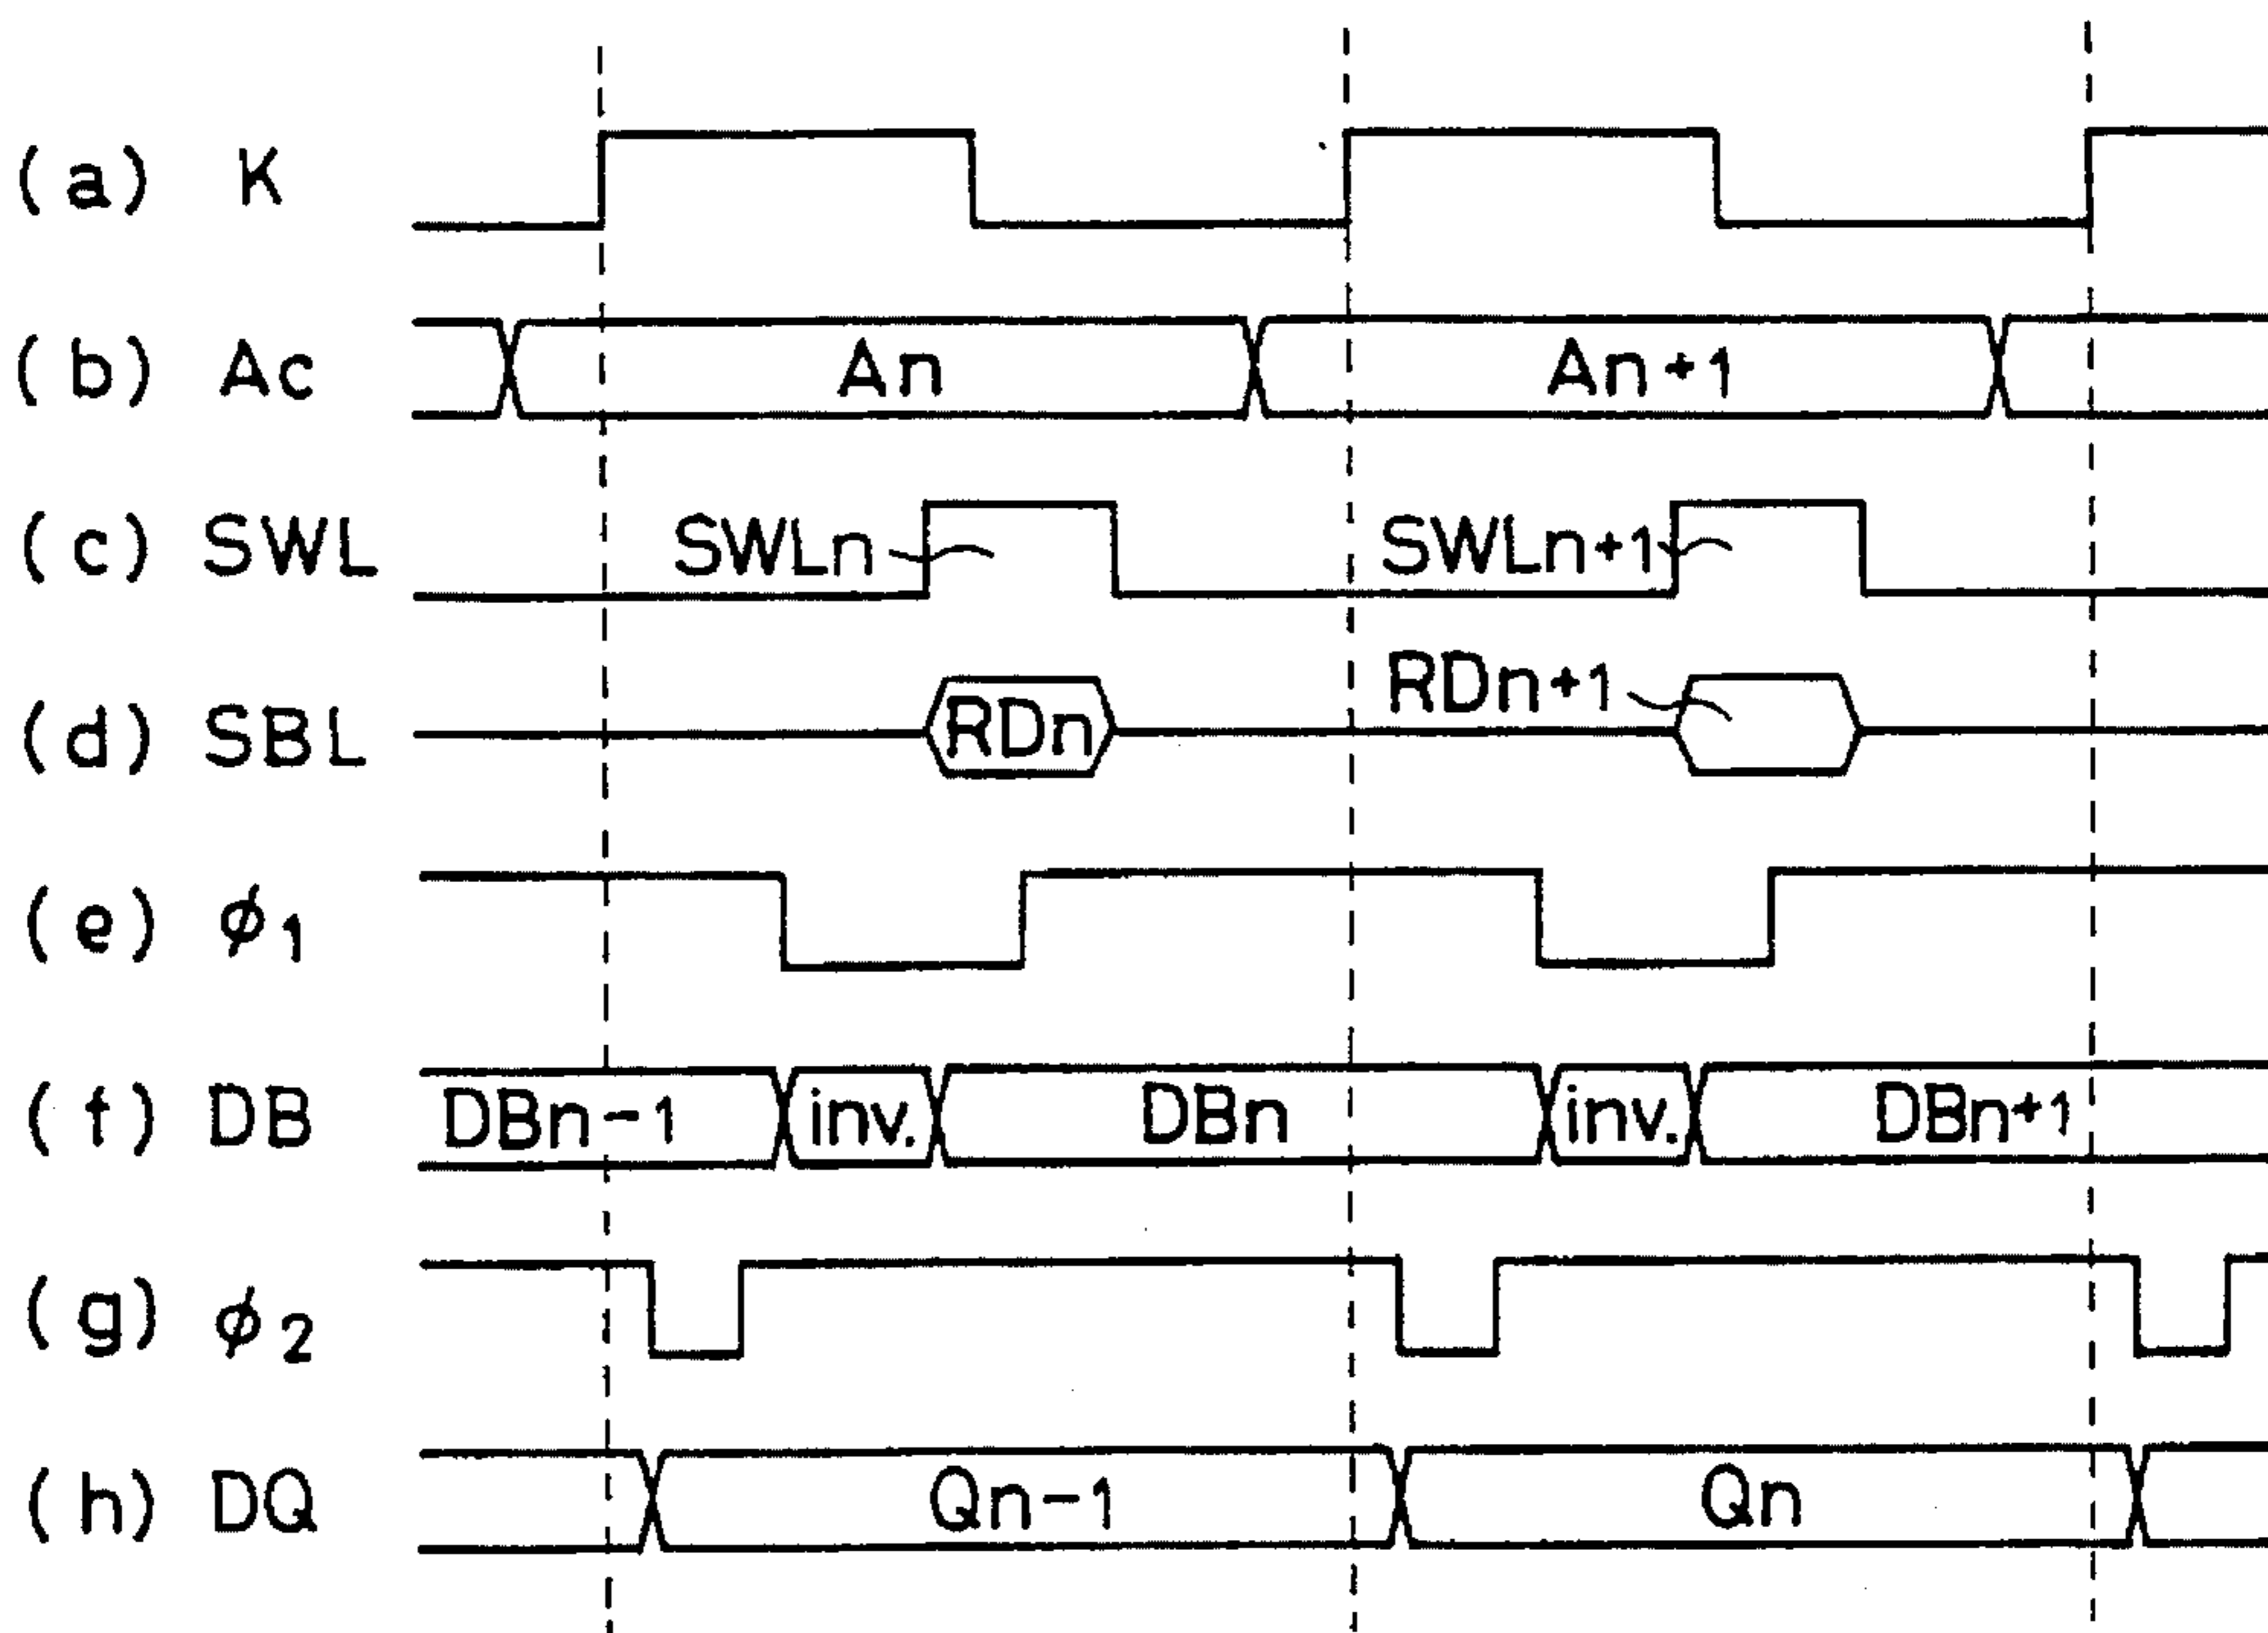 (a) K
(b) Ac An An+1
(c) SWL SWLn SWLn+1
(d) SBL RDn RDn+1
(e) ϕ1
(f) DB DBn-1 inv. DBn inv. DBn+1
(g) ϕ2
(h) DQ Qn-1 Qn